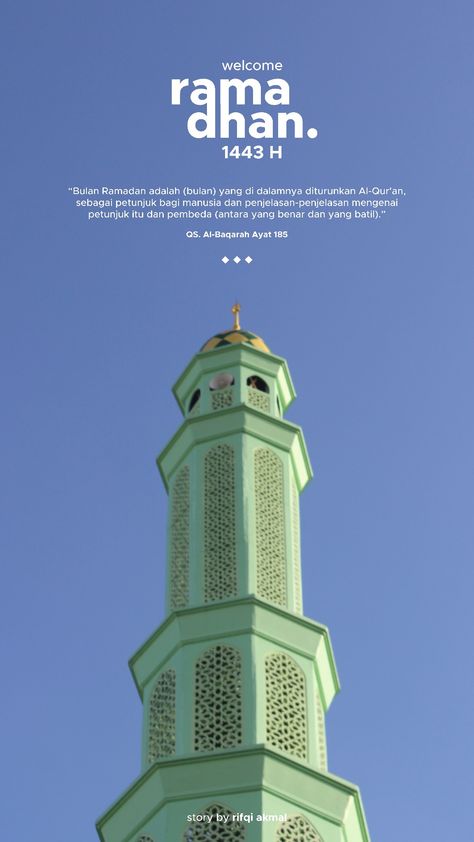 welcome
rama
dhan.
1443 H
“Bulan Ramadan adalah (bulan) yang di dalamnya diturunkan Al-Qur'an,
sebagai petunjuk bagi manusia dan penjelasan-penjelasan mengenai
petunjuk itu dan pembeda (antara yang benar dan yang batil).”
QS. Al-Baqarah Ayat 185
story by rifqi akmal